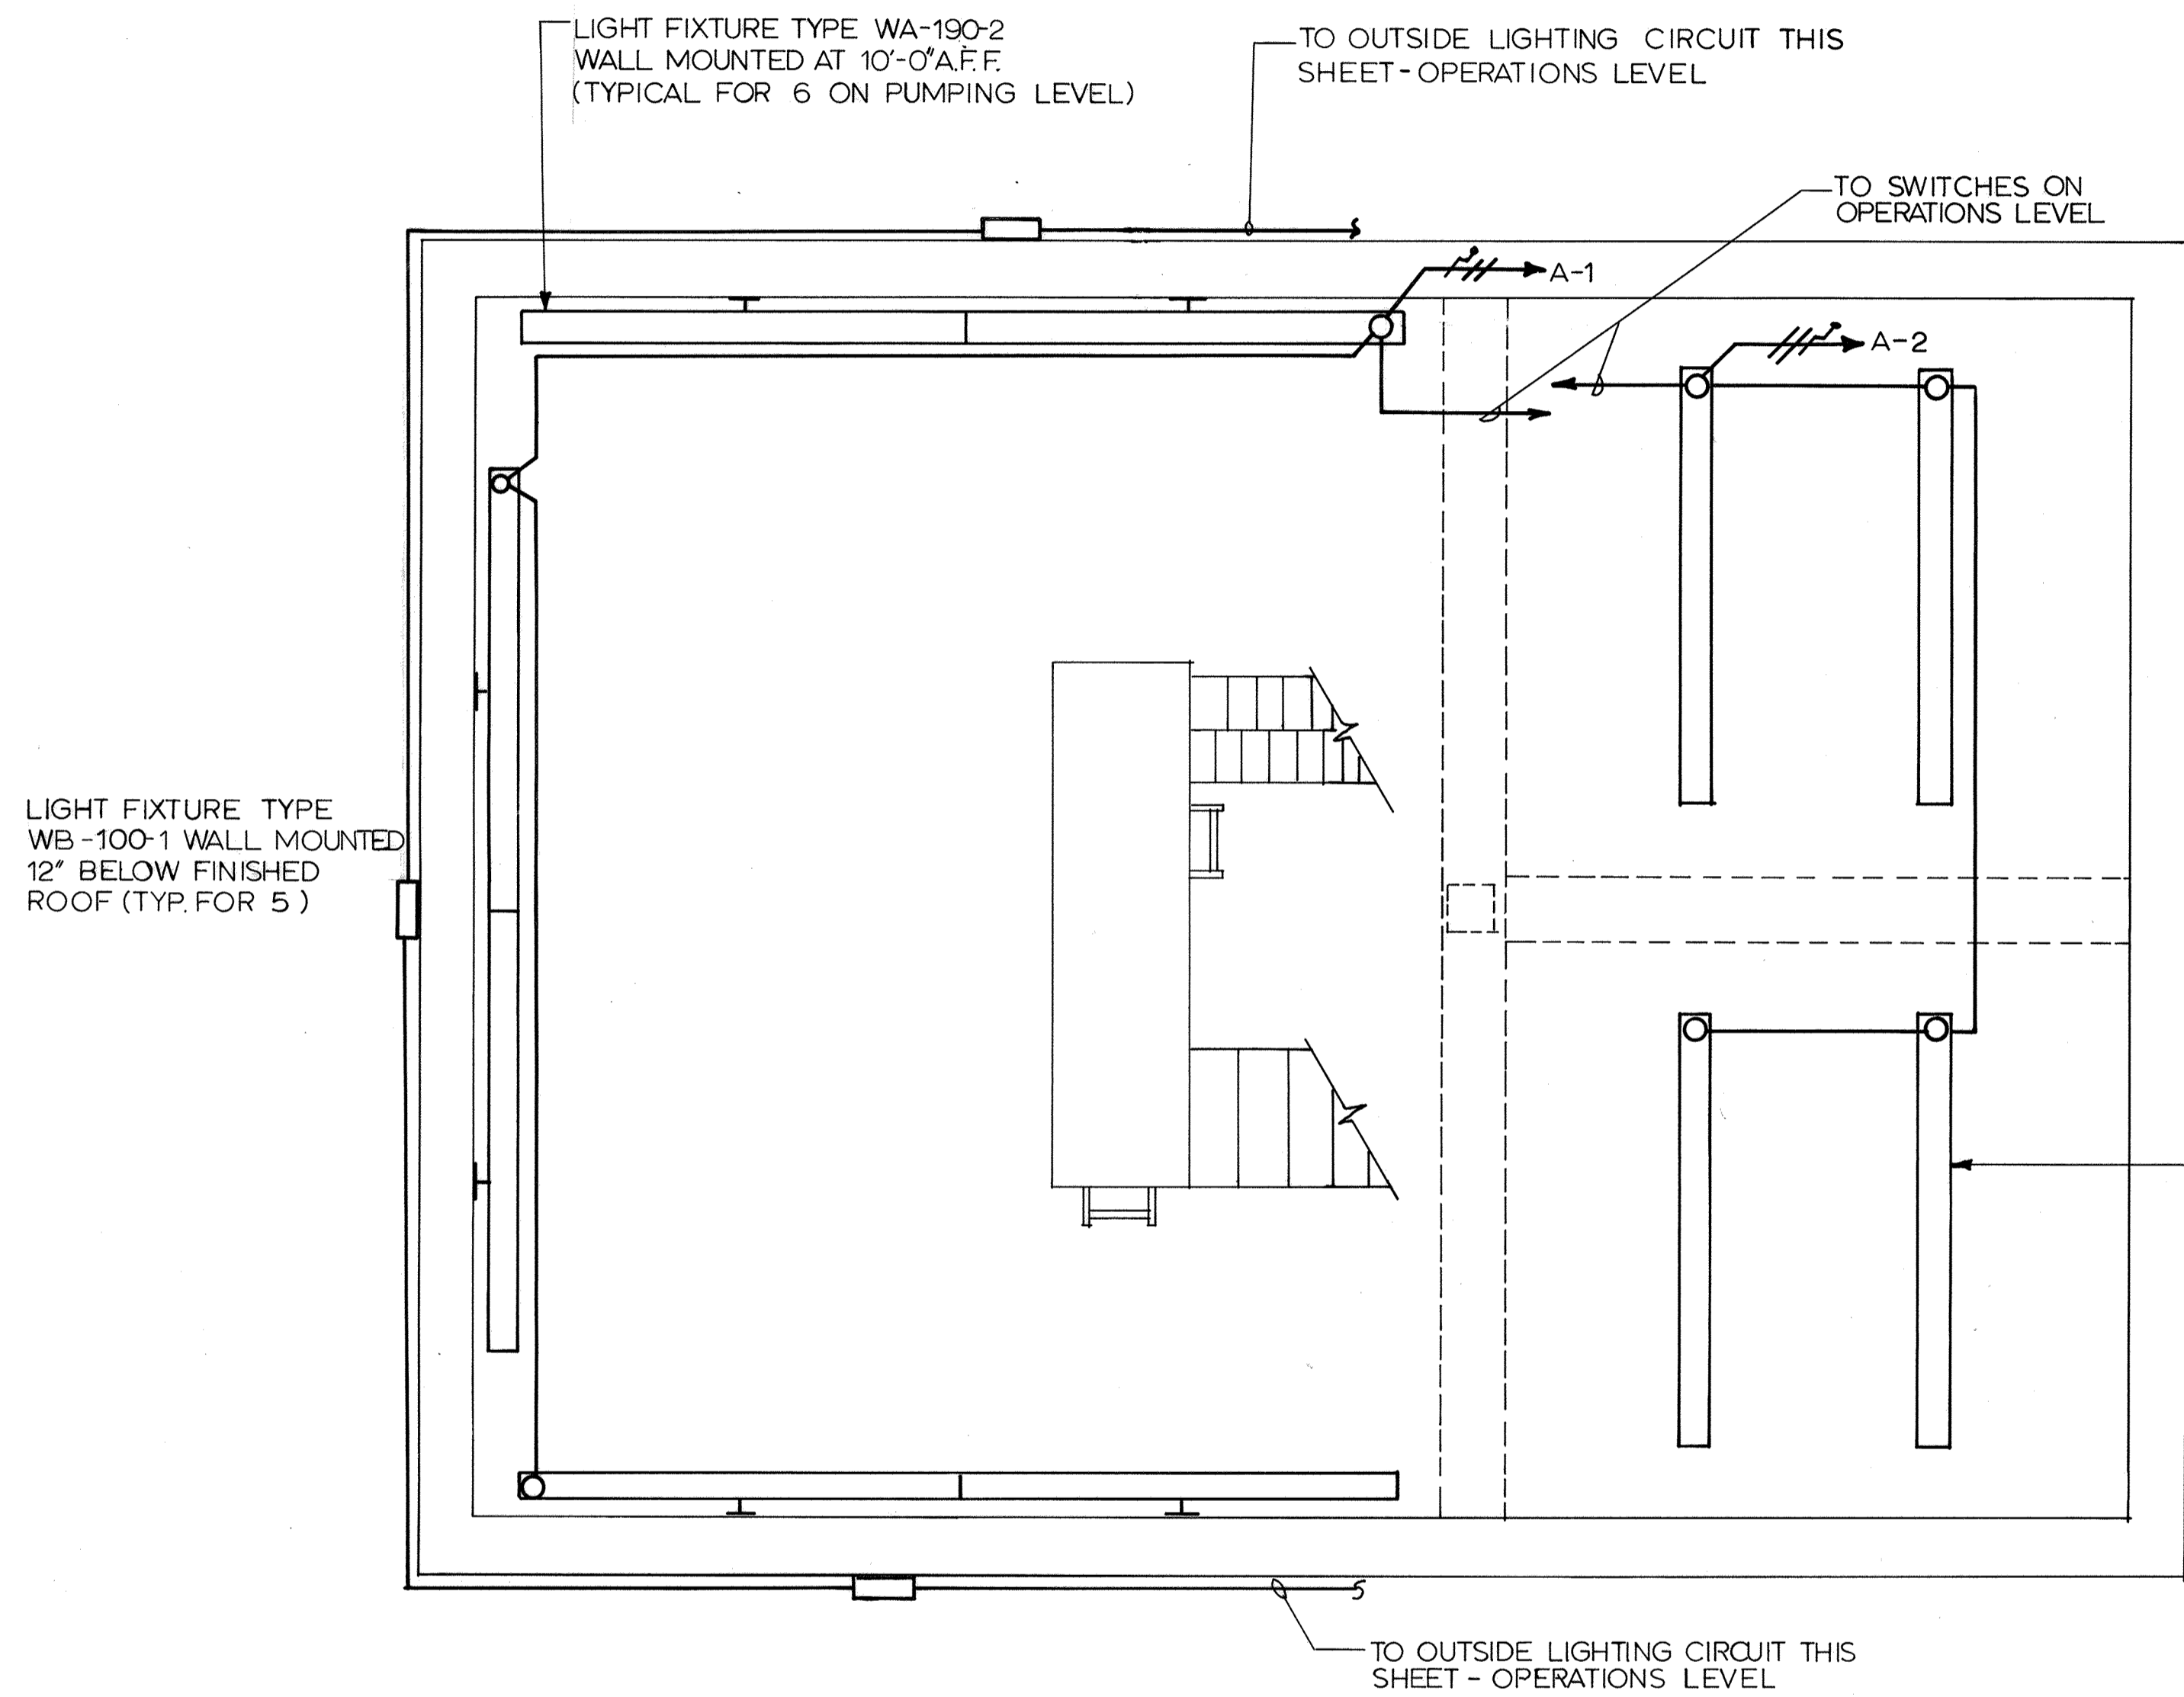 LIGHT FIXTURE TYPE WA-190-2
WALL MOUNTED AT 10'-0" A.F.F.
(TYPICAL FOR 6 ON PUMPING LEVEL)
TO OUTSIDE LIGHTING CIRCUIT THIS
SHEET-OPERATIONS LEVEL
TO SWITCHES ON
OPERATIONS LEVEL
A-1
A-2
LIGHT FIXTURE TYPE
WB-100-1 WALL MOUNTED
12" BELOW FINISHED
ROOF (TYP. FOR 5)
TO OUTSIDE LIGHTING CIRCUIT THIS
SHEET - OPERATIONS LEVEL